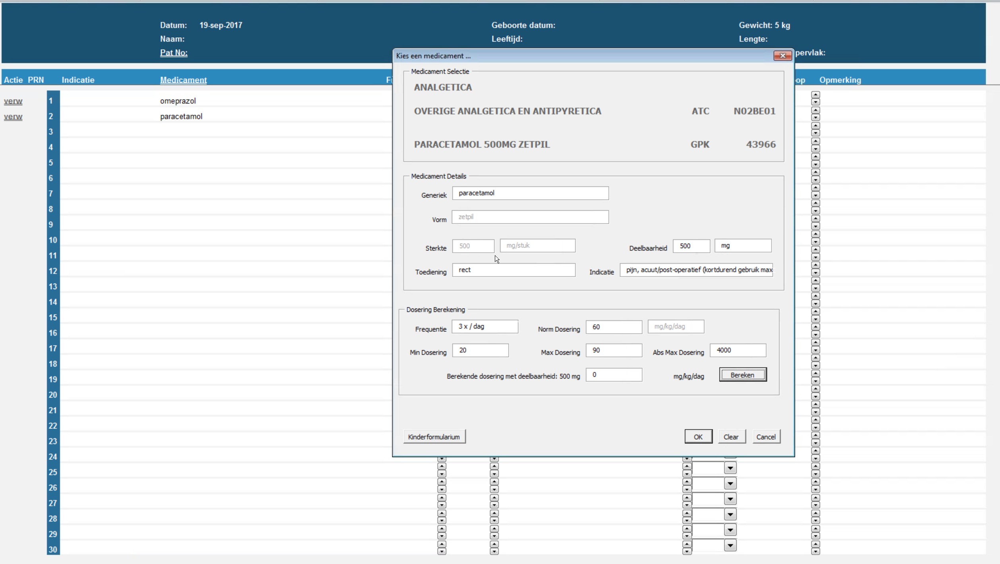 Datum: 19-sep-2017 Geboorte datum: Gewicht: 5 kg
Naam: Leeftijd: Lengte:
Pat No: pervlak:
Kies een medicament ...
Actie PRN Indicatie Medicament Opmerking
Medicament Selectie
ANALGETICA
OVERIGE ANALGETICA EN ANTIPYRETICA ATC N02BE01
PARACETAMOL 500MG ZETPIL GPK 43966
Medicament Details
Generiek paracetamol
Vorm zetpil
Sterkte 500 mg/stuk Deelbaarheid 500 mg
Toediening rect Indicatie pijn, acuut/post-operatief (kortdurend gebruik max
Dosering Berekening
Frequentie 3 x / dag Norm Dosering 60 mg/kg/dag
Min Dosering 20 Max Dosering 90 Abs Max Dosering 4000
Berekende dosering met deelbaarheid: 500 mg 0 mg/kg/dag Bereken
Kinderformularium OK Clear Cancel
verw 1 omeprazol
verw 2 paracetamol
3
4
5
6
7
8
9
10
11
12
13
14
15
16
17
18
19
20
21
22
23
24
25
26
27
28
29
30